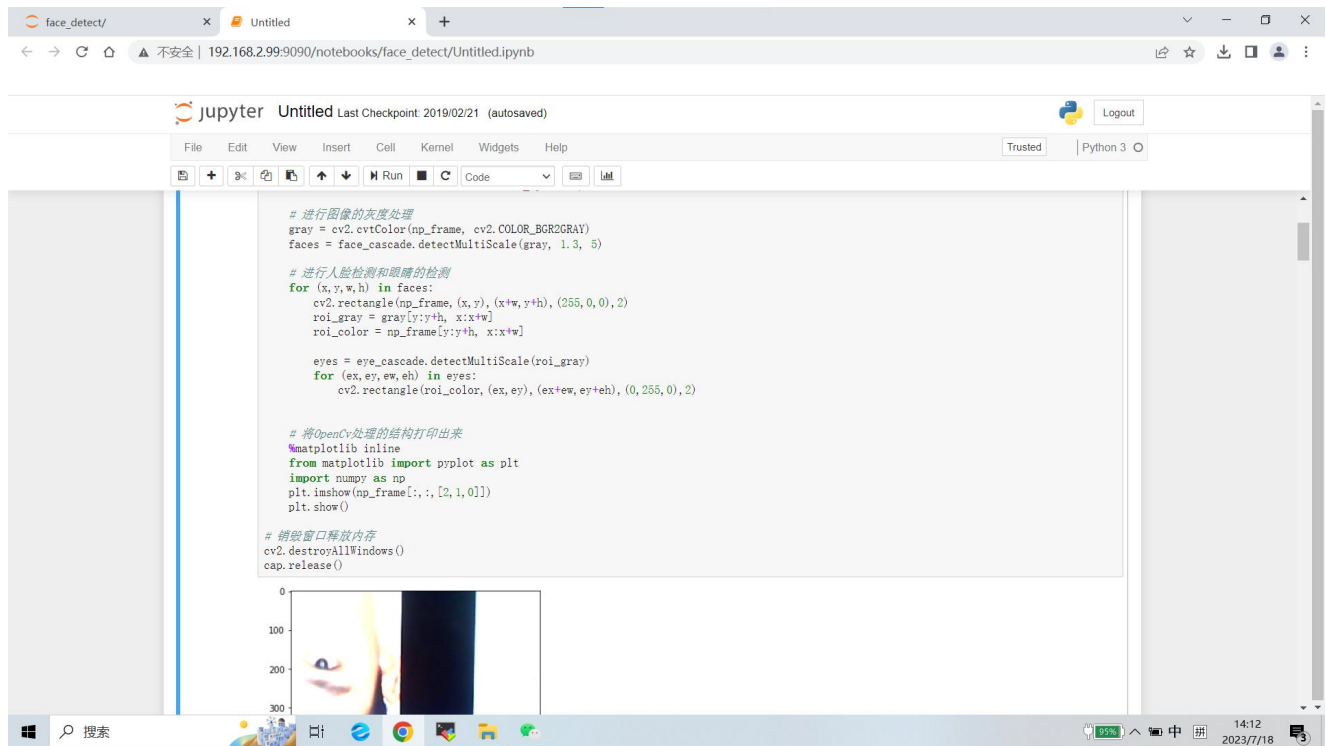 face_detect/
Untitled
不安全 | 192.168.2.99:9090/notebooks/face_detect/Untitled.ipynb
jupyter Untitled Last Checkpoint: 2019/02/21 (autosaved)
Logout
File Edit View Insert Cell Kernel Widgets Help
Trusted Python 3
Run Code
# 进行图像的灰度处理
gray = cv2.cvtColor(np_frame, cv2.COLOR_BGR2GRAY)
faces = face_cascade.detectMultiScale(gray, 1.3, 5)
# 进行人脸检测和眼睛的检测
for (x,y,w,h) in faces:
cv2.rectangle(np_frame,(x,y),(x+w,y+h),(255,0,0),2)
roi_gray = gray[y:y+h, x:x+w]
roi_color = np_frame[y:y+h, x:x+w]
eyes = eye_cascade.detectMultiScale(roi_gray)
for (ex,ey,ew,eh) in eyes:
cv2.rectangle(roi_color,(ex,ey),(ex+ew,ey+eh),(0,255,0),2)
# 将OpenCv处理的结构打印出来
%matplotlib inline
from matplotlib import pyplot as plt
import numpy as np
plt.imshow(np_frame[:,:,[2,1,0]])
plt.show()
# 销毁窗口释放内存
cv2.destroyAllWindows()
cap.release()
0
100
200
300
搜索
95%
中
拼
14:12
2023/7/18
3